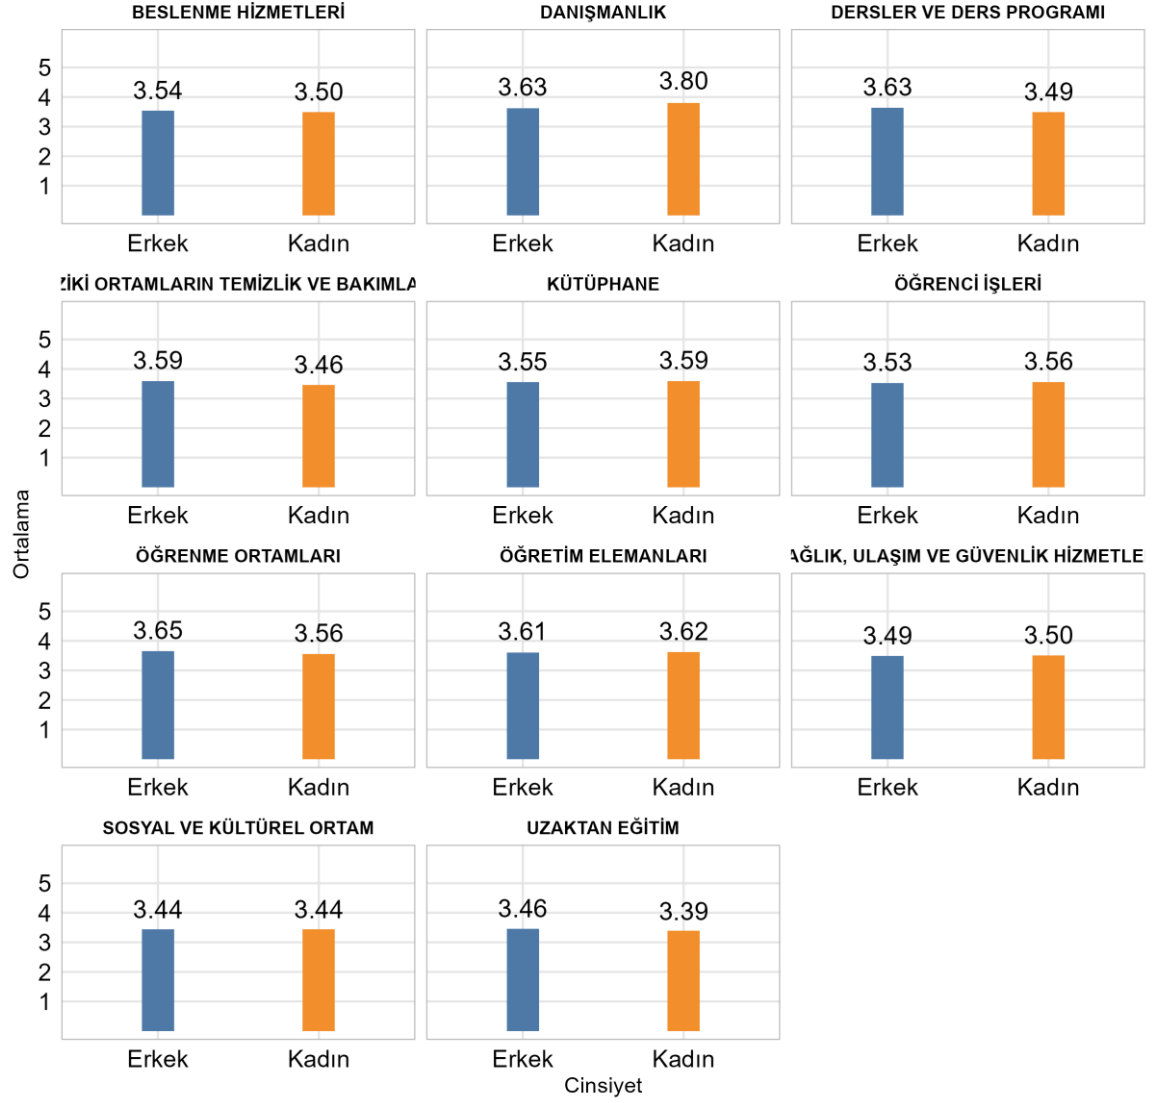 BESLENME HİZMETLERİ
5
4
3
2
1
3.54
3.50
Erkek
Kadın
DANIŞMANLIK
3.63
3.80
Erkek
Kadın
DERSLER VE DERS PROGRAMI
3.63
3.49
Erkek
Kadın
ZİKİ ORTAMLARIN TEMİZLİK VE BAKIMLA
5
4
3
2
1
3.59
3.46
Erkek
Kadın
KÜTÜPHANE
3.55
3.59
Erkek
Kadın
ÖĞRENCİ İŞLERİ
3.53
3.56
Erkek
Kadın
Ortalama
ÖĞRENME ORTAMLARI
5
4
3
2
1
3.65
3.56
Erkek
Kadın
ÖĞRETİM ELEMANLARI
3.61
3.62
Erkek
Kadın
AĞLIK, ULAŞIM VE GÜVENLİK HİZMETLE
3.49
3.50
Erkek
Kadın
SOSYAL VE KÜLTÜREL ORTAM
5
4
3
2
1
3.44
3.44
Erkek
Kadın
UZAKTAN EĞİTİM
3.46
3.39
Erkek
Kadın
Cinsiyet